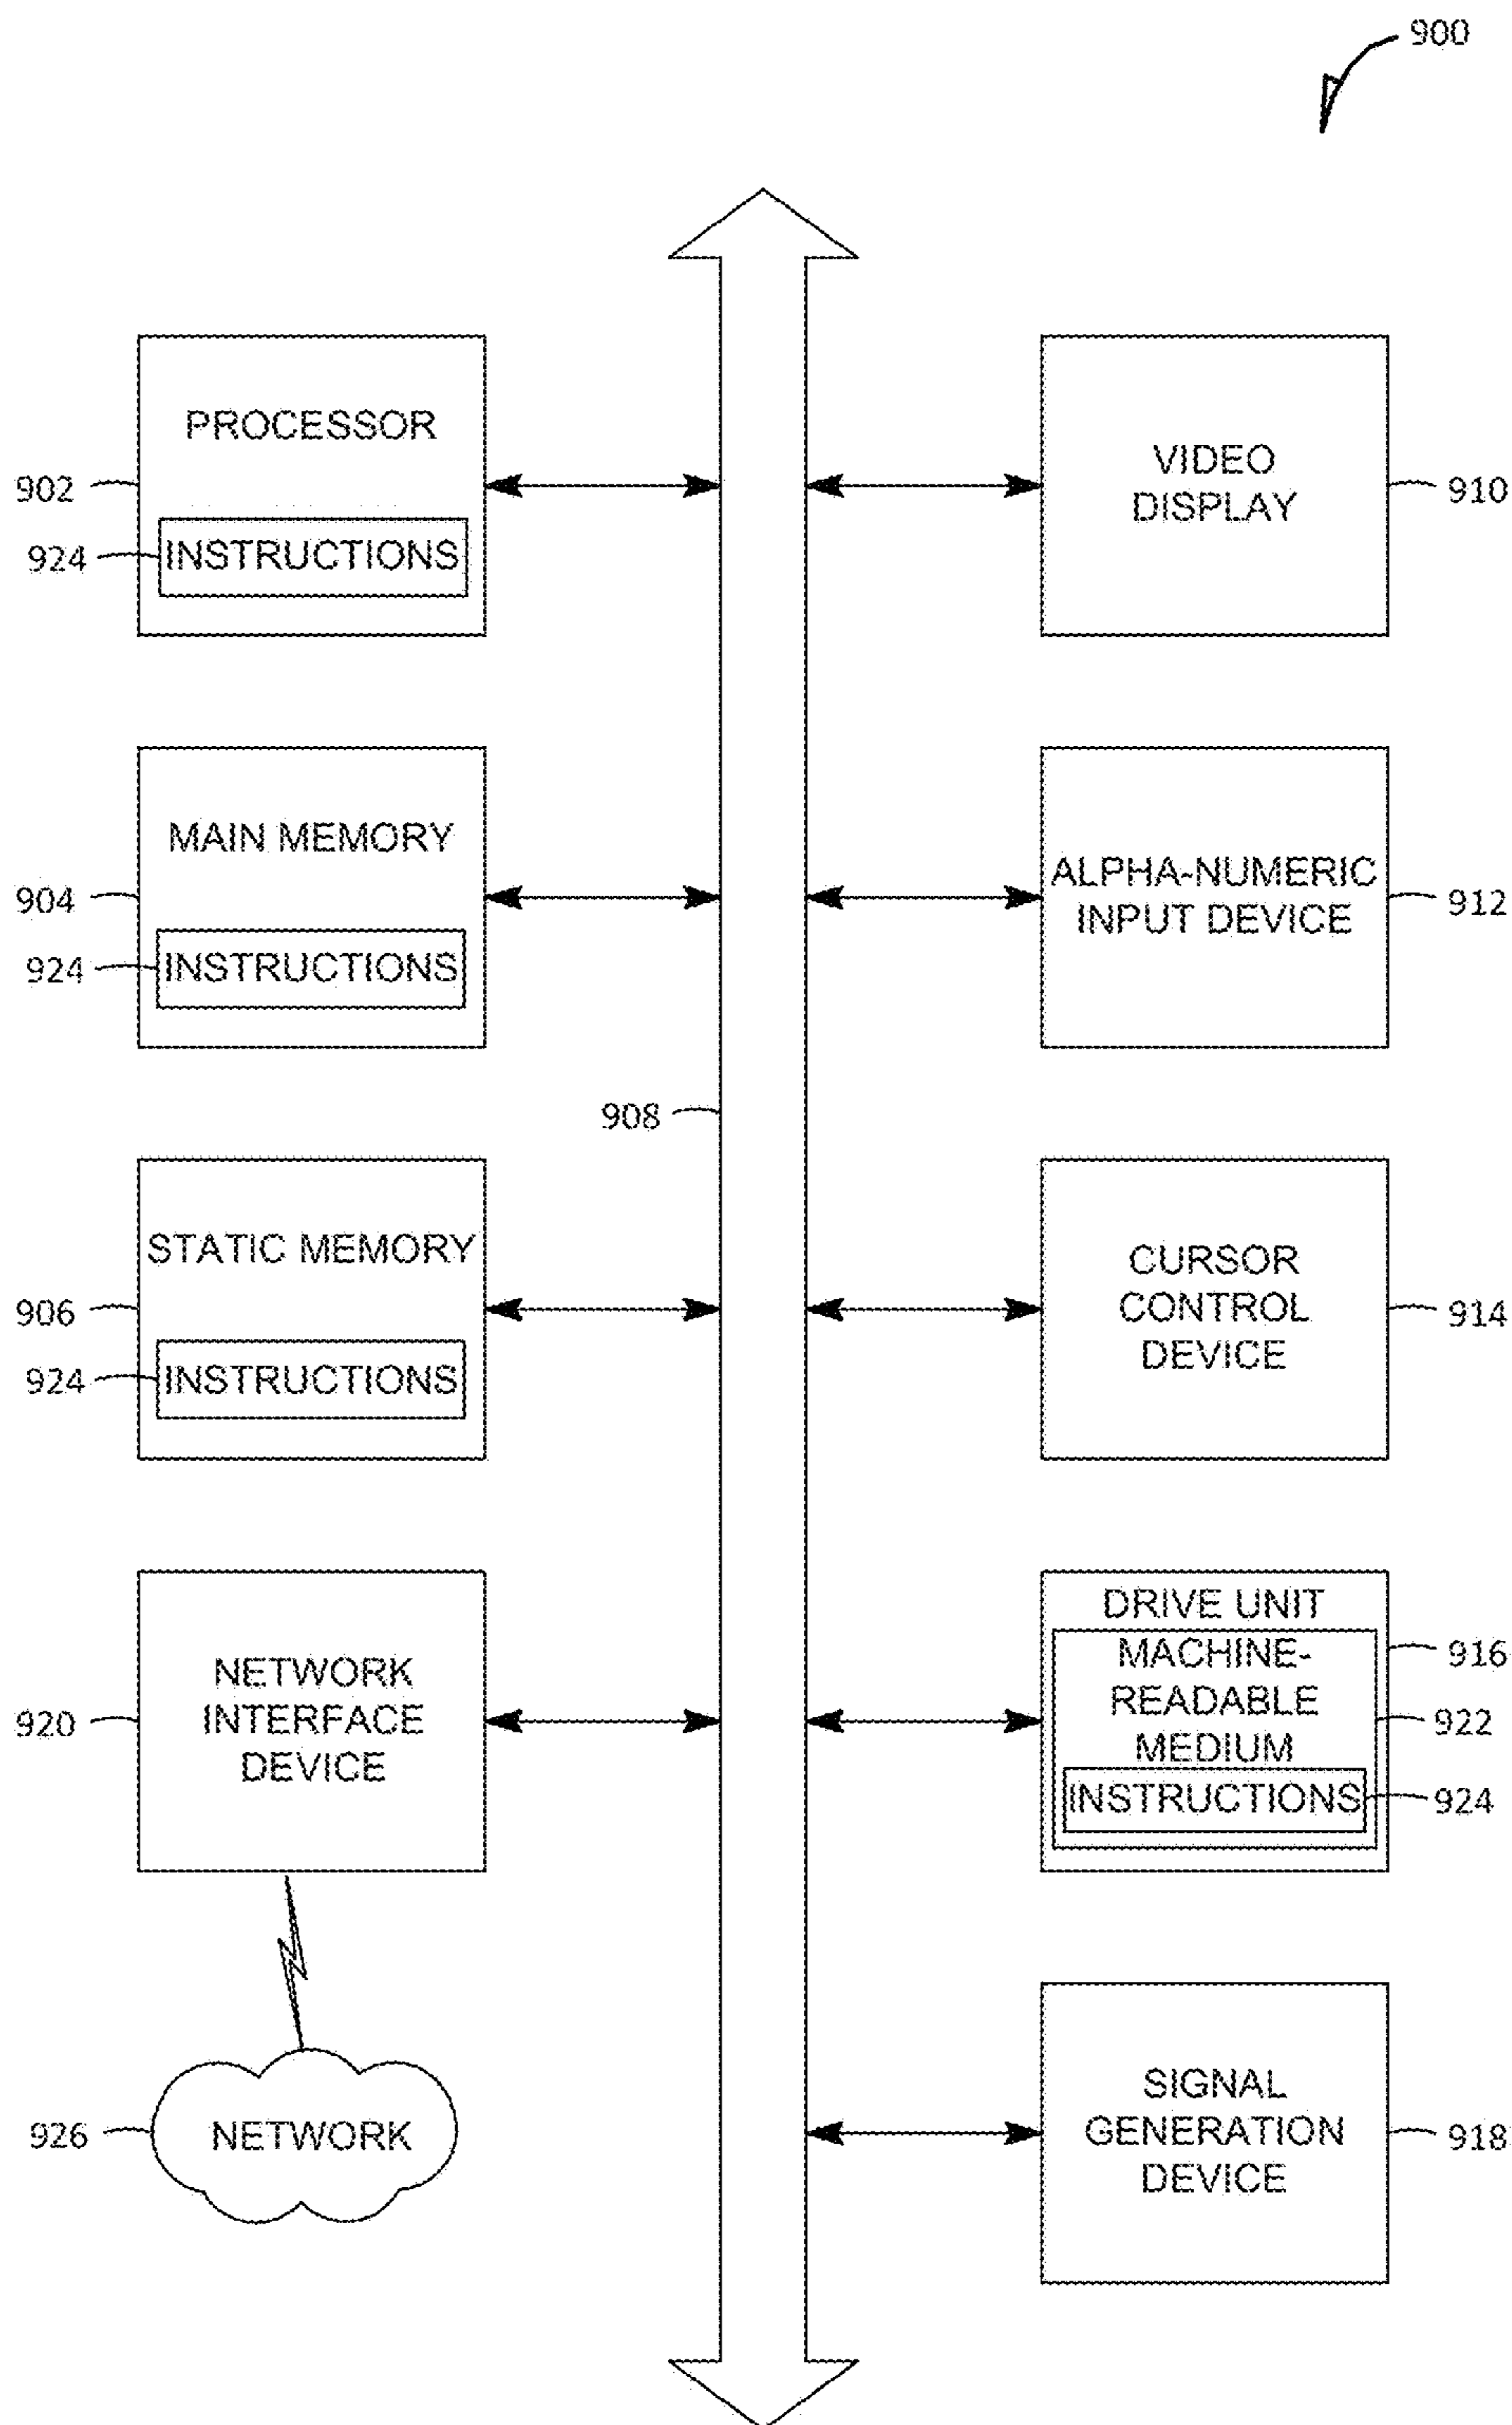 900
PROCESSOR
902
924
INSTRUCTIONS
VIDEO
DISPLAY
910
MAIN MEMORY
904
924
INSTRUCTIONS
ALPHA-NUMERIC
INPUT DEVICE
912
908
STATIC MEMORY
906
924
INSTRUCTIONS
CURSOR
CONTROL
DEVICE
914
NETWORK
INTERFACE
DEVICE
920
DRIVE UNIT
916
MACHINE-
READABLE
MEDIUM
922
INSTRUCTIONS
924
926
NETWORK
SIGNAL
GENERATION
DEVICE
918